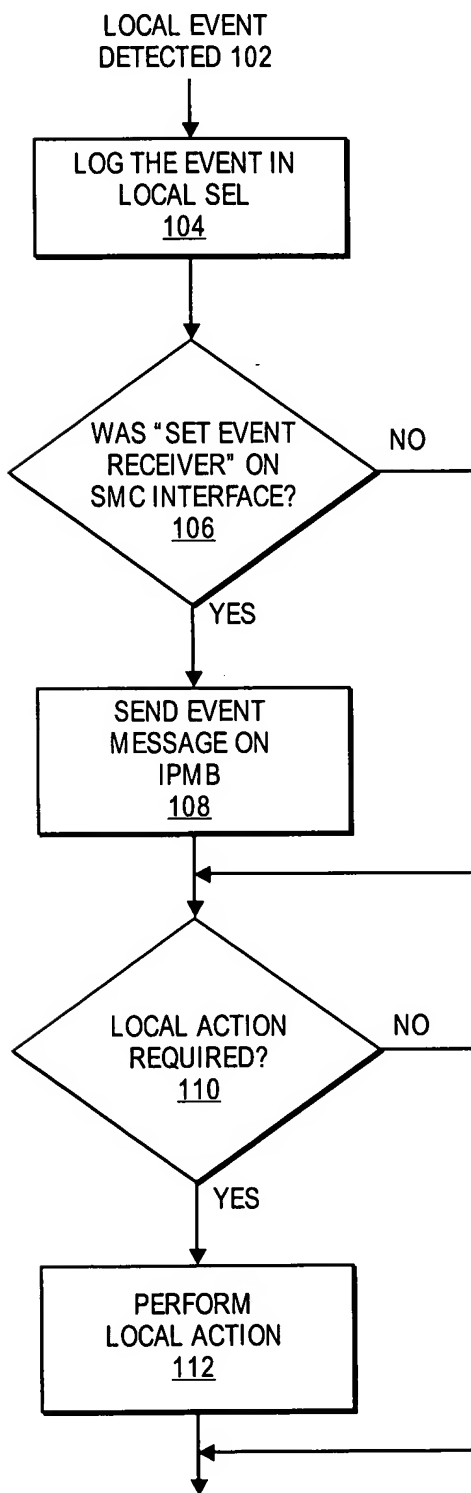 LOCAL EVENT
DETECTED 102
LOG THE EVENT IN
LOCAL SEL
104
WAS "SET EVENT
RECEIVER" ON
SMC INTERFACE?
106
NO
YES
SEND EVENT
MESSAGE ON
IPMB
108
LOCAL ACTION
REQUIRED?
110
NO
YES
PERFORM
LOCAL ACTION
112